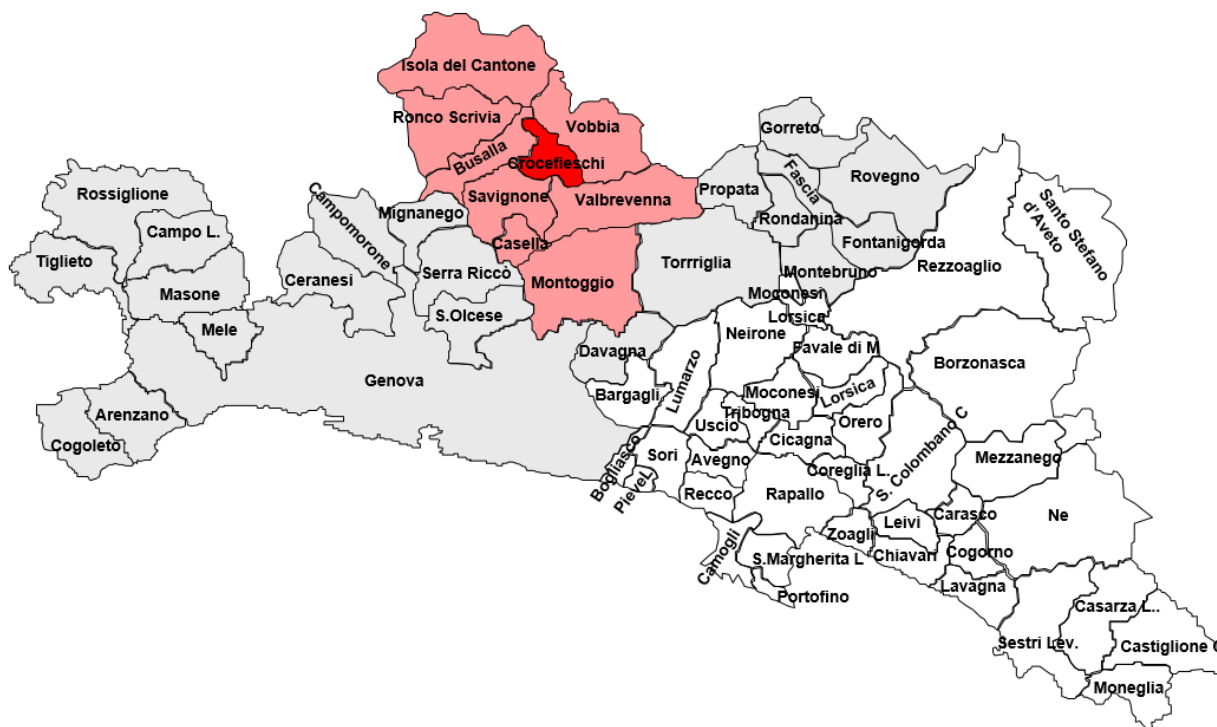 Isola del Cantone
Ronco Scrivia
Vobbia
Busalla
Crocefieschi
Savignone
Valbrevenna
Casella
Montoggio
Gorreto
Fascia
Rovegno
Propata
Rondanina
Fontanigorda
Torrriglia
Montebruno
Rezzoaglio
Santo Stefano
d'Aveto
Rossiglione
Campo L.
Tiglieto
Masone
Mele
Campomorone
Mignanego
Ceranesi
Serra Riccò
S.Olcese
Genova
Arenzano
Cogoleto
Davagna
Bargagli
Lumarzo
Moconesi
Lorsica
Neirone
Favale di M
Borzonasca
Moconesi
Lorsica
Tribogna
Uscio
Cicagna
Orero
S. Colombano C
Mezzanego
Bogliasco
PieveL
Sori
Avegno
Coreglia L.
Recco
Rapallo
Ne
Zoagli
Leivi
Carasco
Chiavari
Cogorno
Camogli
S.Margherita L
Lavagna
Portofino
Casarza L..
Sestri Lev.
Castiglione C
Moneglia